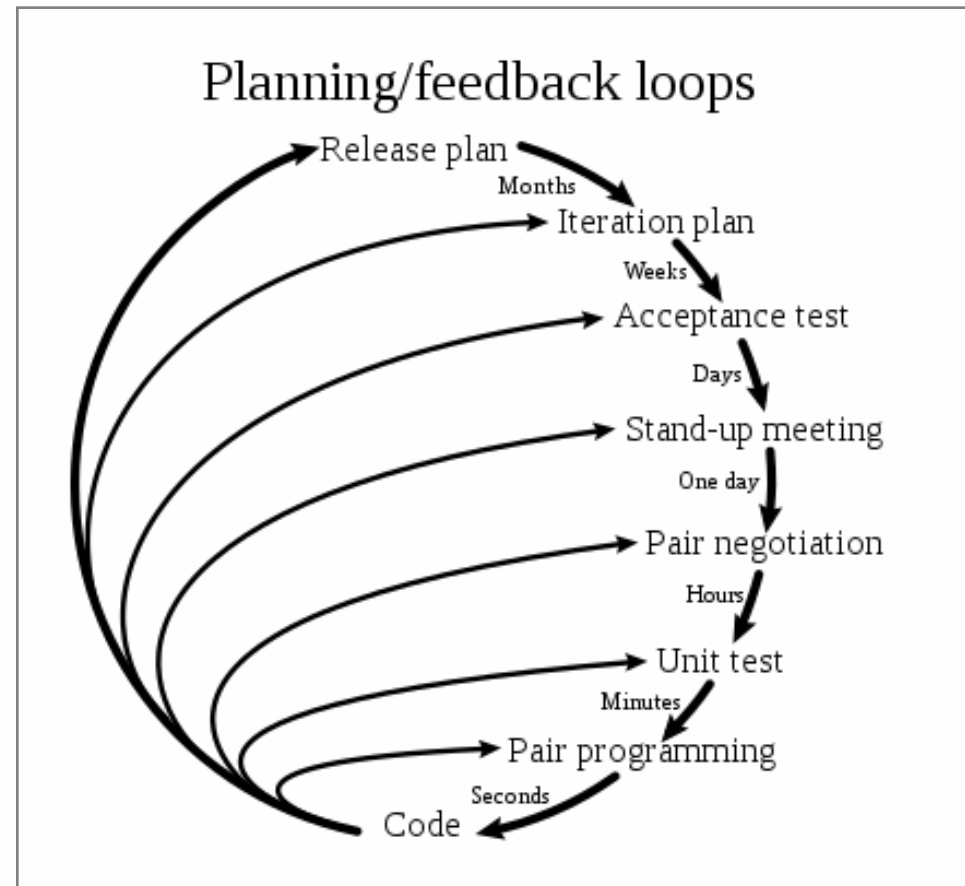 Planning/feedback loops
Release plan
Months
Iteration plan
Weeks
Acceptance test
Days
Stand-up meeting
One day
Pair negotiation
Hours
Unit test
Minutes
Pair programming
Seconds
Code